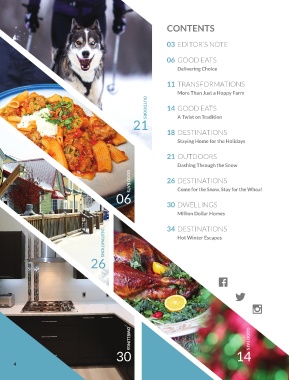 CONTENTS
03 EDITOR'S NOTE
06 GOOD EATS
Delivering Choice
11 TRANSFORMATIONS
More Than Just a Hoppy Farm
14 GOOD EATS
A Twist on Tradition
18 DESTINATIONS
Staying Home for the Holidays
21 OUTDOORS
Dashing Through the Snow
26 DESTINATIONS
Come for the Snow, Stay for the Whoa!
30 DWELLINGS
Million Dollar Homes
34 DESTINATIONS
Hot Winter Escapes
OUTDOORS
21
GOOD EATS
06
DESTINATIONS
26
DWELLINGS
30
GOOD EATS
14
4